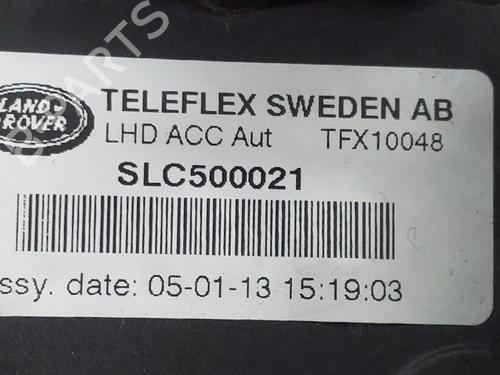 LAND-
ROVER
TELEFLEX SWEDEN AB
LHD ACC Aut TFX10048
SLC500021
ssy. date: 05-01-13 15:19:03